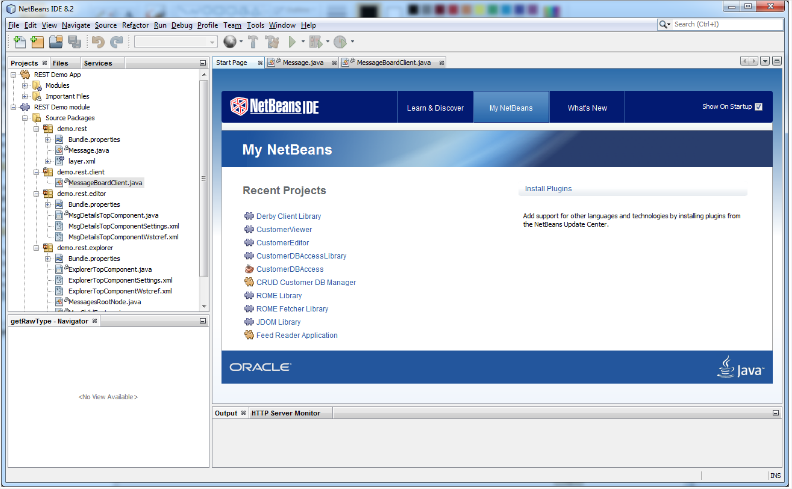 NetBeans IDE 8.2
File Edit View Navigate Source Refactor Run Debug Profile Team Tools Window Help
Search (Ctrl+I)
Projects Files Services
Start Page Message.java MessageBoardClient.java
REST Demo App
Modules
Important Files
REST Demo module
Source Packages
demo.rest
Bundle.properties
Message.java
layer.xml
demo.rest.client
MessageBoardClient.java
demo.rest.editor
Bundle.properties
MsgDetailsTopComponent.java
MsgDetailsTopComponentSettings.xml
MsgDetailsTopComponentWstcref.xml
demo.rest.explorer
Bundle.properties
ExplorerTopComponent.java
ExplorerTopComponentSettings.xml
ExplorerTopComponentWstcref.xml
MessagesRootNode.java
getRawType - Navigator
<No View Available>
NetBeans IDE
Learn & Discover
My NetBeans
What's New
Show On Startup
My NetBeans
Recent Projects
Derby Client Library
CustomerViewer
CustomerEditor
CustomerDBAccessLibrary
CustomerDBAccess
CRUD Customer DB Manager
ROME Library
ROME Fetcher Library
JDOM Library
Feed Reader Application
Install Plugins
Add support for other languages and technologies by installing plugins from
the NetBeans Update Center.
ORACLE
Java
Output HTTP Server Monitor
INS